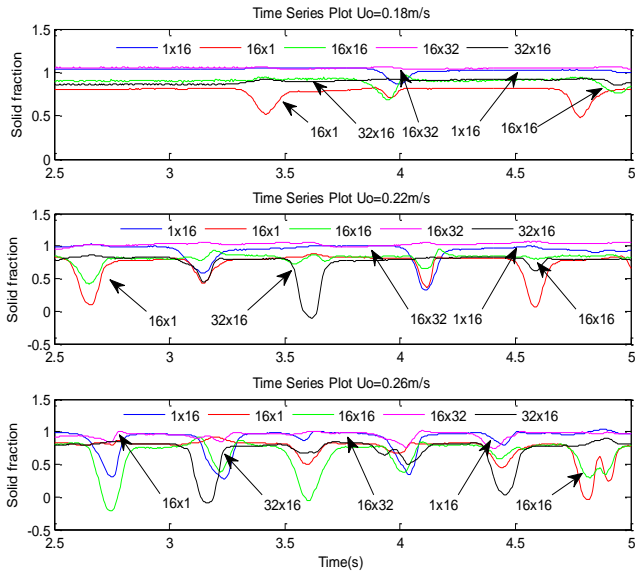 Time Series Plot Uo=0.18m/s
1.5
1x16 16x1 16x16 16x32 32x16
1
Solid fraction
0.5
16x1 32x16 16x32 1x16 16x16
0
2.5 3 3.5 4 4.5 5
Time Series Plot Uo=0.22m/s
1.5
1x16 16x1 16x16 16x32 32x16
1
Solid fraction
0.5
0
16x1 32x16 16x32 1x16 16x16
-0.5
2.5 3 3.5 4 4.5 5
Time Series Plot Uo=0.26m/s
1.5
1x16 16x1 16x16 16x32 32x16
1
Solid fraction
0.5
0
16x1 32x16 16x32 1x16 16x16
-0.5
2.5 3 3.5 4 4.5 5
Time(s)